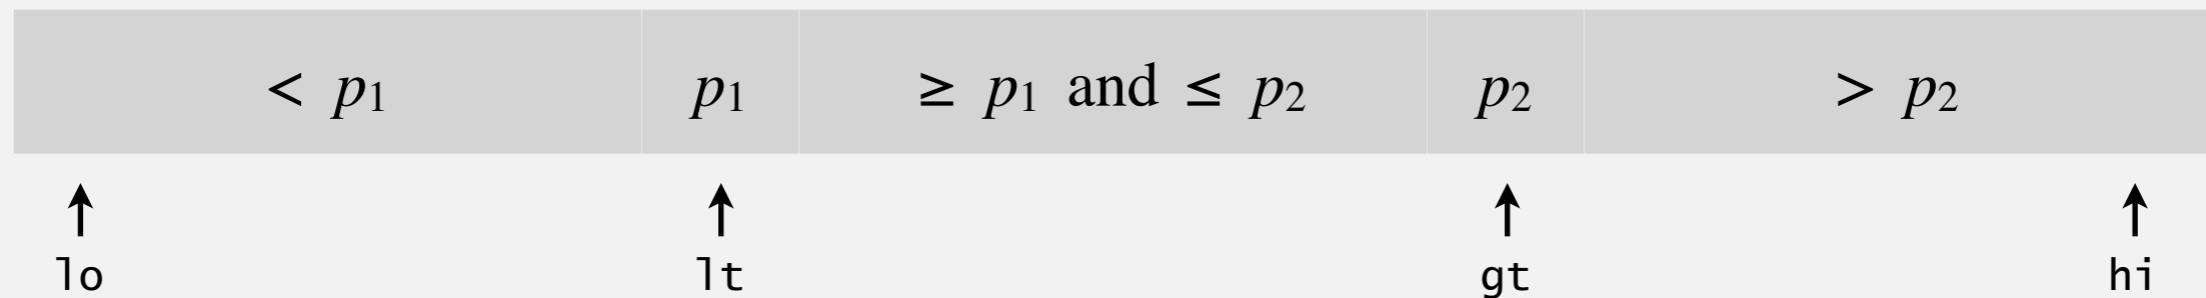 < p₁ p₁ ≥ p₁ and ≤ p₂ p₂ > p₂
lo lt gt hi